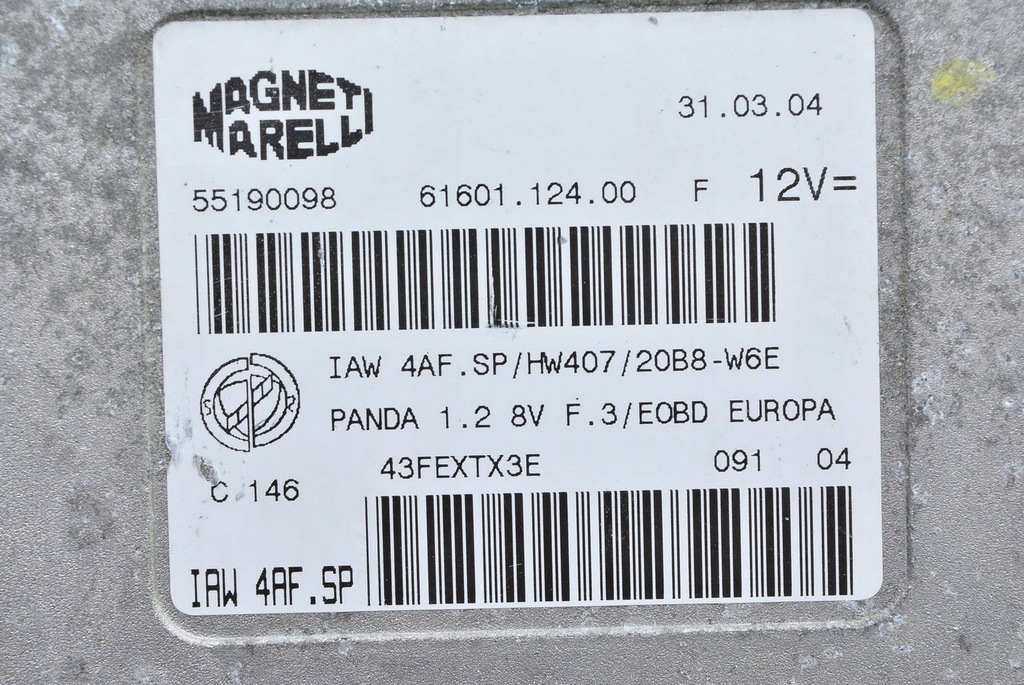 MAGNETI
MARELLI
31.03.04
55190098 61601.124.00 F 12V=
IAW 4AF.SP/HW407/20B8-W6E
PANDA 1.2 8V F.3/EOBD EUROPA
43FEXTX3E 091 04
C 146
IAW 4AF.SP